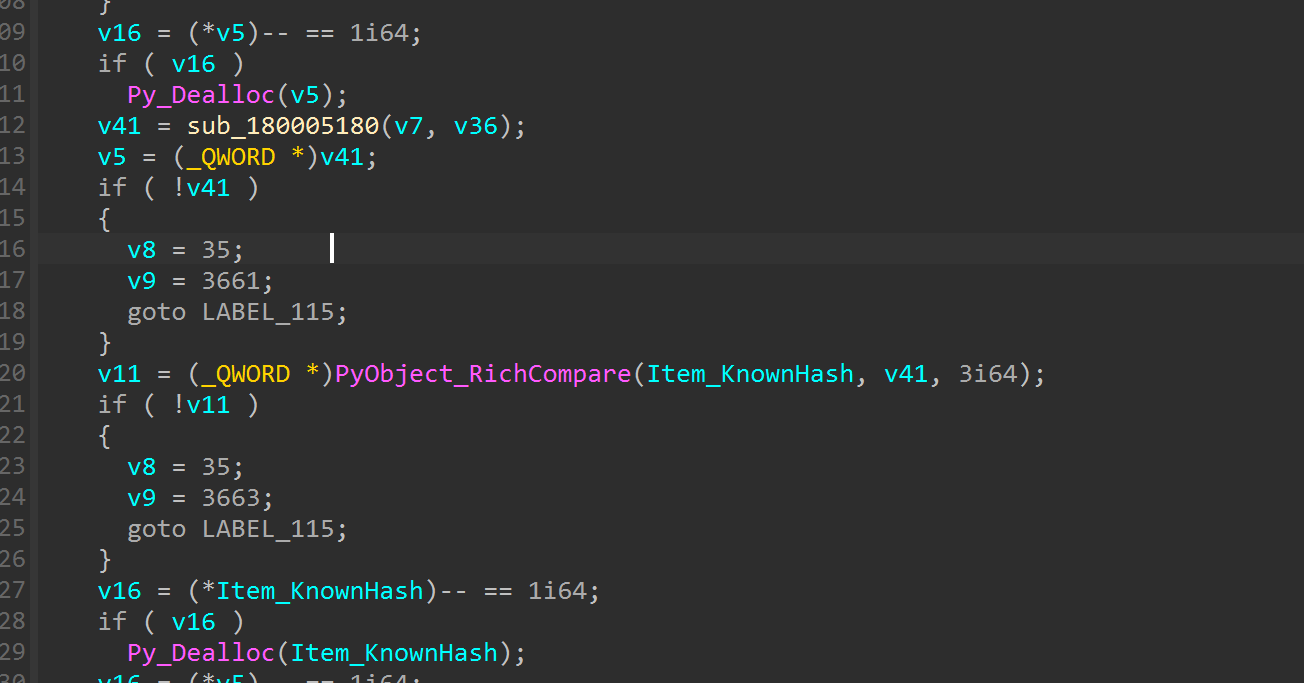 08 }
09 v16 = (*v5)-- == 1i64;
10 if ( v16 )
11 Py_Dealloc(v5);
12 v41 = sub_180005180(v7, v36);
13 v5 = (_QWORD *)v41;
14 if ( !v41 )
15 {
16 v8 = 35;
17 v9 = 3661;
18 goto LABEL_115;
19 }
20 v11 = (_QWORD *)PyObject_RichCompare(Item_KnownHash, v41, 3i64);
21 if ( !v11 )
22 {
23 v8 = 35;
24 v9 = 3663;
25 goto LABEL_115;
26 }
27 v16 = (*Item_KnownHash)-- == 1i64;
28 if ( v16 )
29 Py_Dealloc(Item_KnownHash);
30 v16 = (*v5)-- == 1i64;